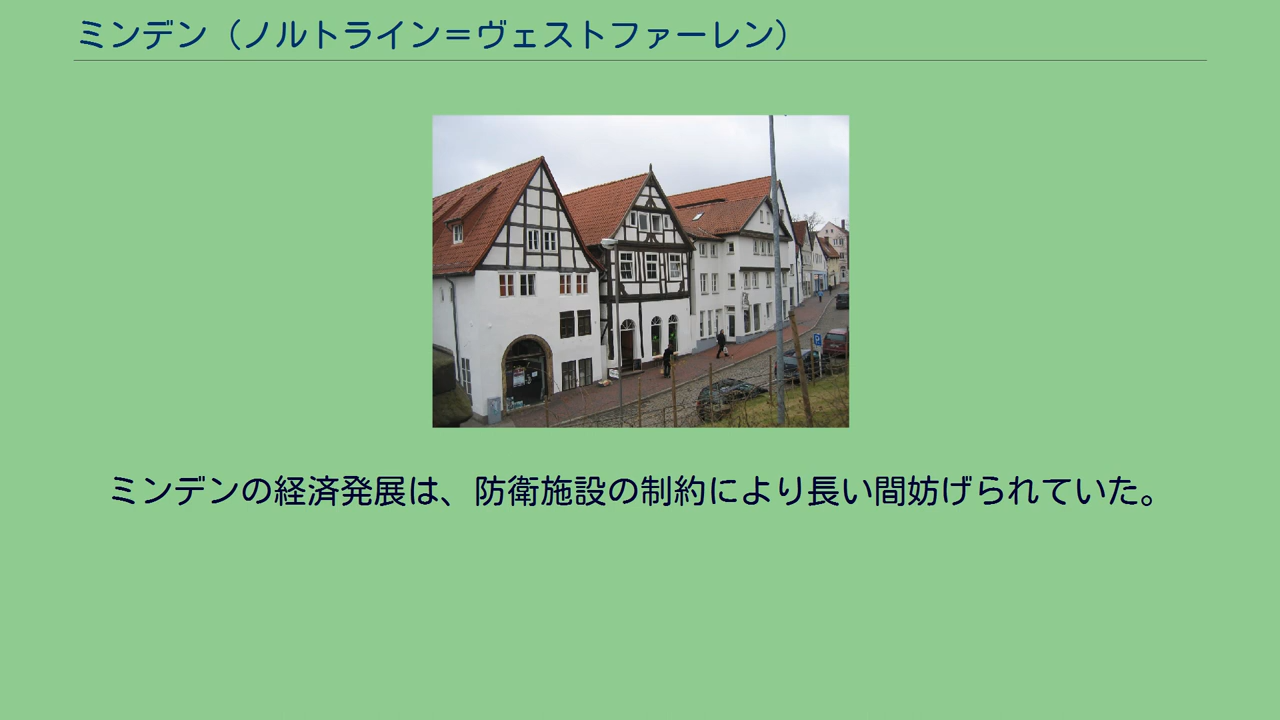 ミンデン（ノルトライン＝ヴェストファーレン）
ミンデンの経済発展は、防衛施設の制約により長い間妨げられていた。